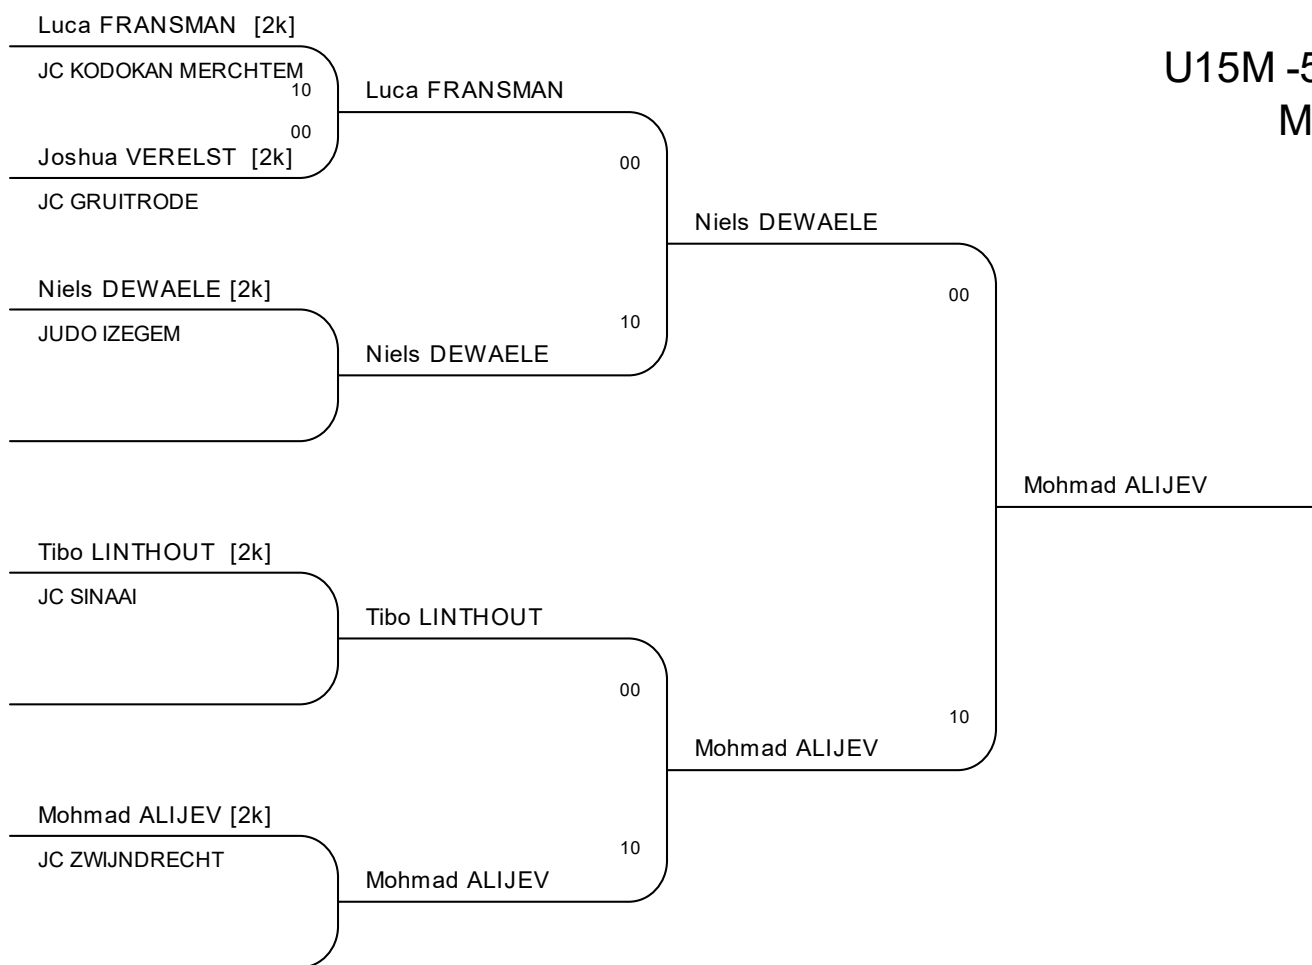 Luca FRANSMAN [2k]
JC KODOKAN MERCHTEM
10
00
Joshua VERELST [2k]
JC GRUITRODE
Niels DEWAELE [2k]
JUDO IZEGEM
Tibo LINTHOUT [2k]
JC SINAAI
Mohmad ALIJEV [2k]
JC ZWIJNDRECHT
Luca FRANSMAN
00
10
Niels DEWAELE
Tibo LINTHOUT
00
10
Mohmad ALIJEV
Niels DEWAELE
00
10
Mohmad ALIJEV
Mohmad ALIJEV
U15M -5
M